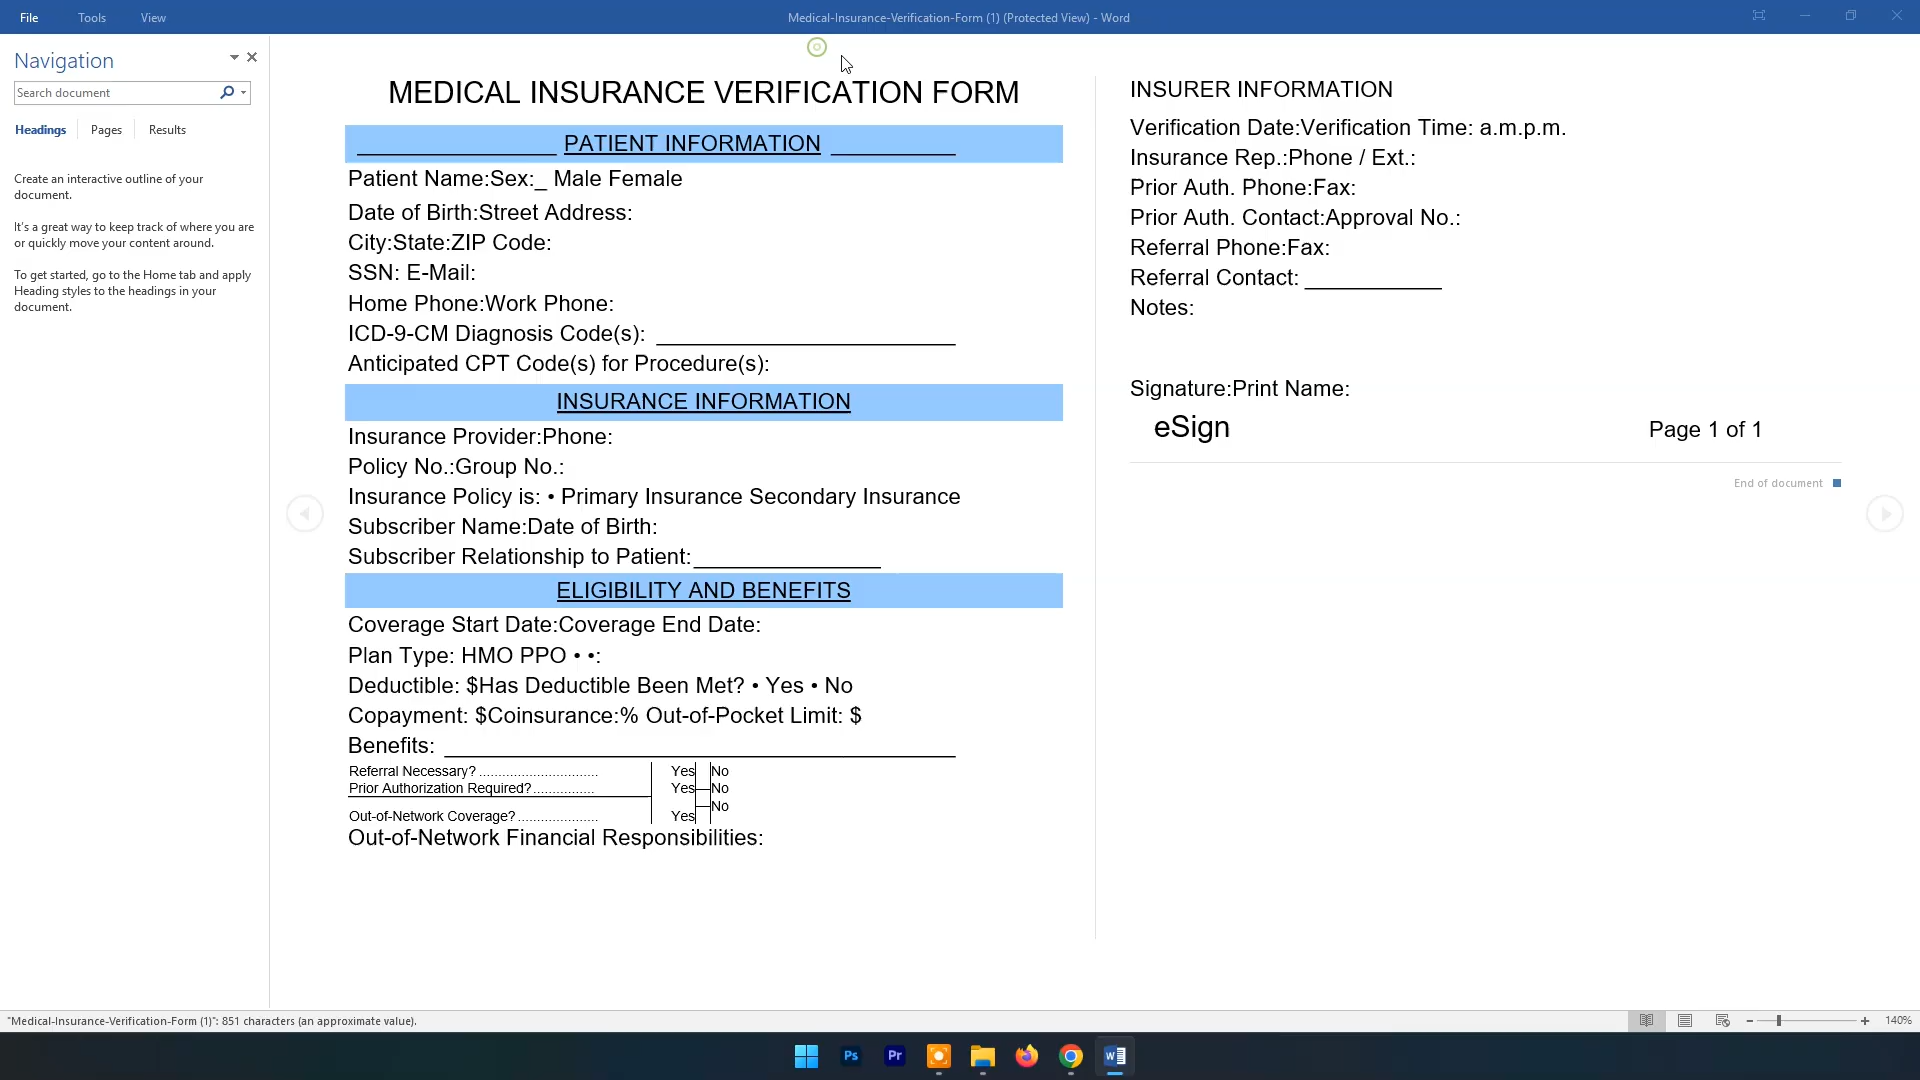 File Tools View Medical-Insurance-Verification-Form (1) (Protected View) - Word
Navigation
Search document
Headings Pages Results
Create an interactive outline of your
document.
It's a great way to keep track of where you are
or quickly move your content around.
To get started, go to the Home tab and apply
Heading styles to the headings in your
document.
MEDICAL INSURANCE VERIFICATION FORM
________________ PATIENT INFORMATION __________
Patient Name:Sex:_ Male Female
Date of Birth:Street Address:
City:State:ZIP Code:
SSN: E-Mail:
Home Phone:Work Phone:
ICD-9-CM Diagnosis Code(s): ________________________
Anticipated CPT Code(s) for Procedure(s):
INSURANCE INFORMATION
Insurance Provider:Phone:
Policy No.:Group No.:
Insurance Policy is: • Primary Insurance Secondary Insurance
Subscriber Name:Date of Birth:
Subscriber Relationship to Patient:_______________
ELIGIBILITY AND BENEFITS
Coverage Start Date:Coverage End Date:
Plan Type: HMO PPO • •:
Deductible: $Has Deductible Been Met? • Yes • No
Copayment: $Coinsurance:% Out-of-Pocket Limit: $
Benefits: _________________________________________
Referral Necessary? ............................... Yes No
Prior Authorization Required?................ Yes No
No
Out-of-Network Coverage?..................... Yes
Out-of-Network Financial Responsibilities:
INSURER INFORMATION
Verification Date:Verification Time: a.m.p.m.
Insurance Rep.:Phone / Ext.:
Prior Auth. Phone:Fax:
Prior Auth. Contact:Approval No.:
Referral Phone:Fax:
Referral Contact: ___________
Notes:
Signature:Print Name:
eSign Page 1 of 1
End of document
"Medical-Insurance-Verification-Form (1)": 851 characters (an approximate value).
140%
Ps Pr W